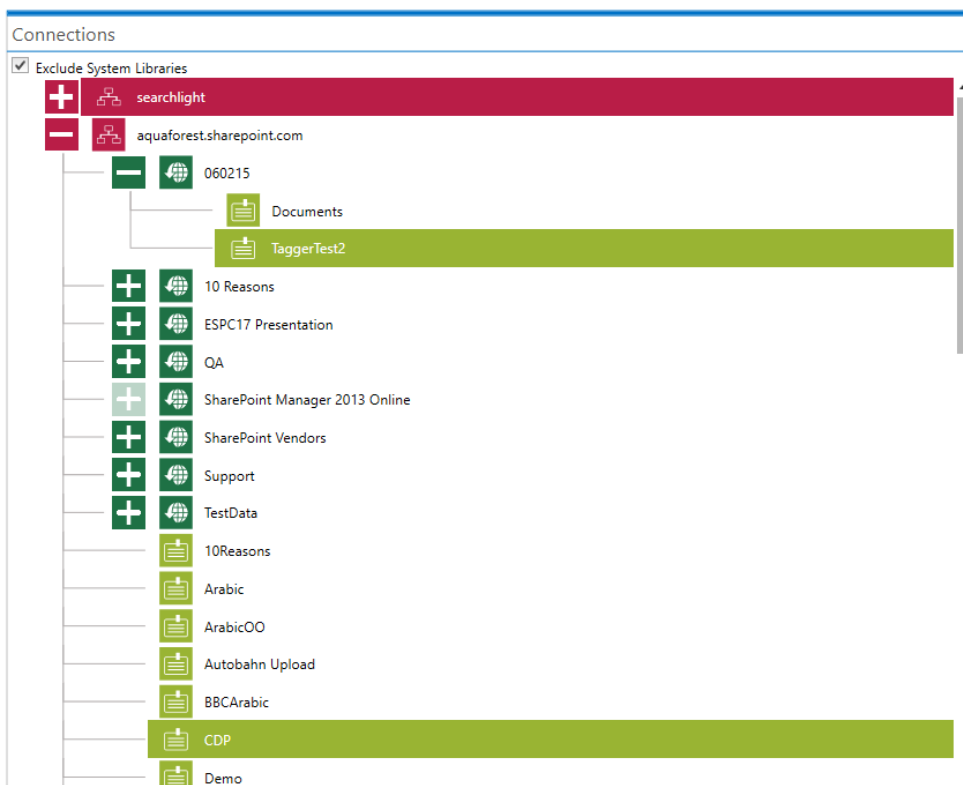 Connections
Exclude System Libraries
searchlight
aquaforest.sharepoint.com
060215
Documents
TaggerTest2
10 Reasons
ESPC17 Presentation
QA
SharePoint Manager 2013 Online
SharePoint Vendors
Support
TestData
10Reasons
Arabic
ArabicOO
Autobahn Upload
BBCArabic
CDP
Demo